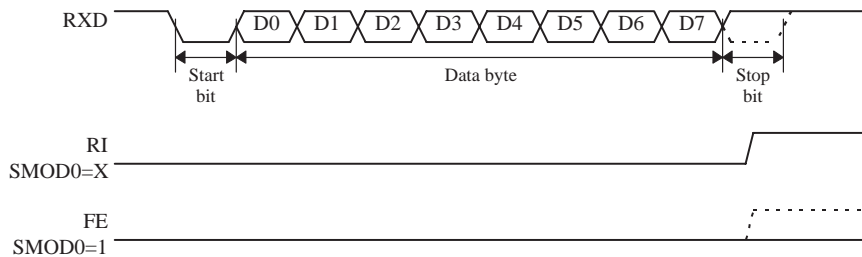 RXD
D0 D1 D2 D3 D4 D5 D6 D7
Start
bit
Data byte
Stop
bit
RI
SMOD0=X
FE
SMOD0=1